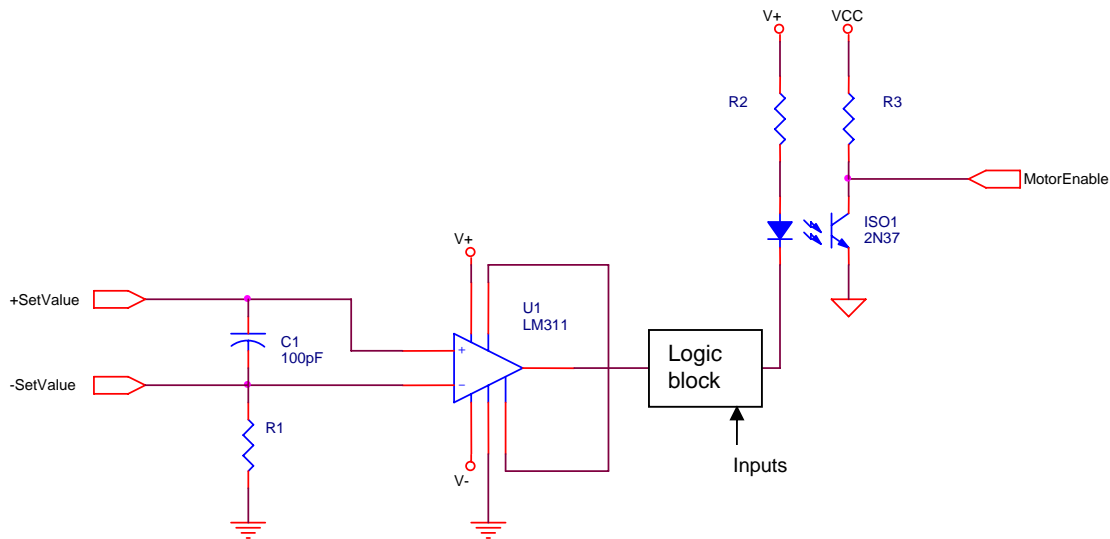 V+
VCC
R2
R3
MotorEnable
ISO1
2N37
V+
U1
LM311
+SetValue
C1
100pF
+
Logic
block
-SetValue
−
R1
Inputs
V-